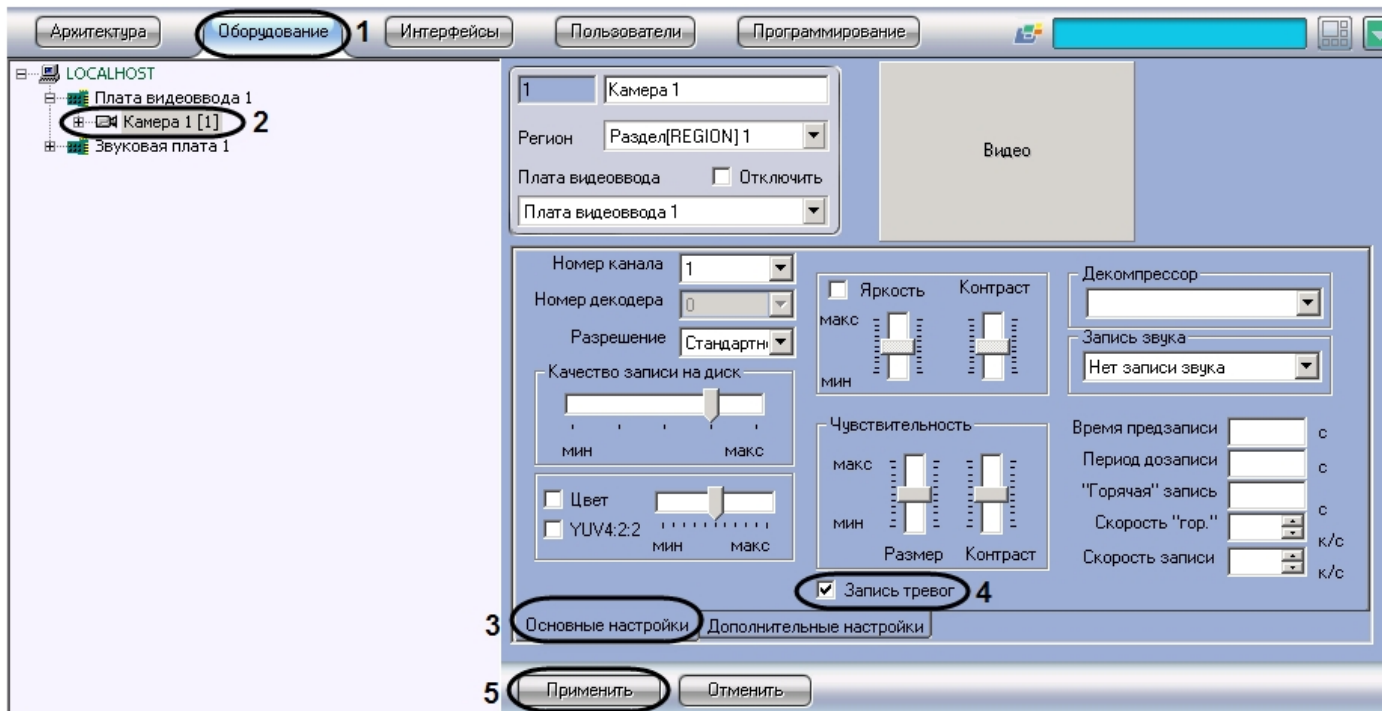 Архитектура
Оборудование
1
Интерфейсы
Пользователи
Программирование
LOCALHOST
Плата видеоввода 1
Камера 1 [1]
2
Звуковая плата 1
1
Камера 1
Регион
Раздел[REGION] 1
Плата видеоввода
Отключить
Плата видеоввода 1
Видео
Номер канала
1
Номер декодера
0
Разрешение
Стандартн
Качество записи на диск
мин
макс
Цвет
YUV4:2:2
мин
макс
Яркость
Контраст
макс
мин
Чувствительность
макс
мин
Размер
Контраст
Запись тревог
4
Декомпрессор
Запись звука
Нет записи звука
Время предзаписи
с
Период дозаписи
с
"Горячая" запись
с
Скорость "гор."
к/с
Скорость записи
к/с
3
Основные настройки
Дополнительные настройки
5
Применить
Отменить